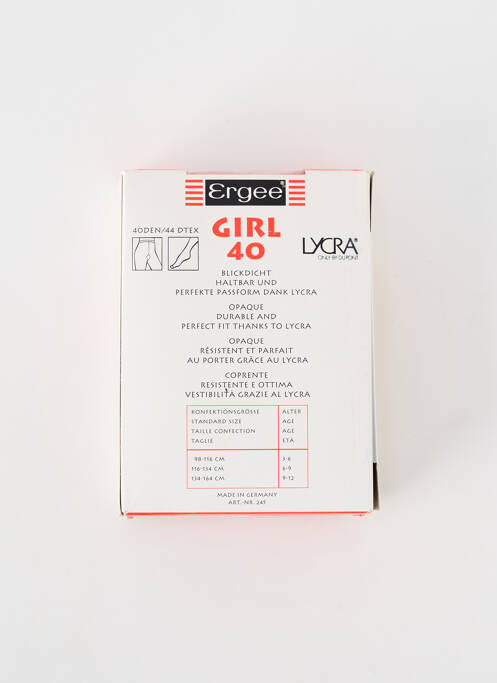 Ergee®
40DEN/44 DTEX
GIRL
40
LYCRA®
ONLY BY DU PONT
BLICKDICHT
HALTBAR UND
PERFEKTE PASSFORM DANK LYCRA
OPAQUE
DURABLE AND
PERFECT FIT THANKS TO LYCRA
OPAQUE
RÉSISTENT ET PARFAIT
AU PORTER GRÂCE AU LYCRA
COPRENTE
RESISTENTE E OTTIMA
VESTIBILITÀ GRAZIE AL LYCRA
KONFEKTIONSGRÖSSE ALTER
STANDARD SIZE AGE
TAILLE CONFECTION AGE
TAGLIE ETA
98-116 CM 3-6
116-134 CM 6-9
134-164 CM 9-12
MADE IN GERMANY
ART.-NR. 245